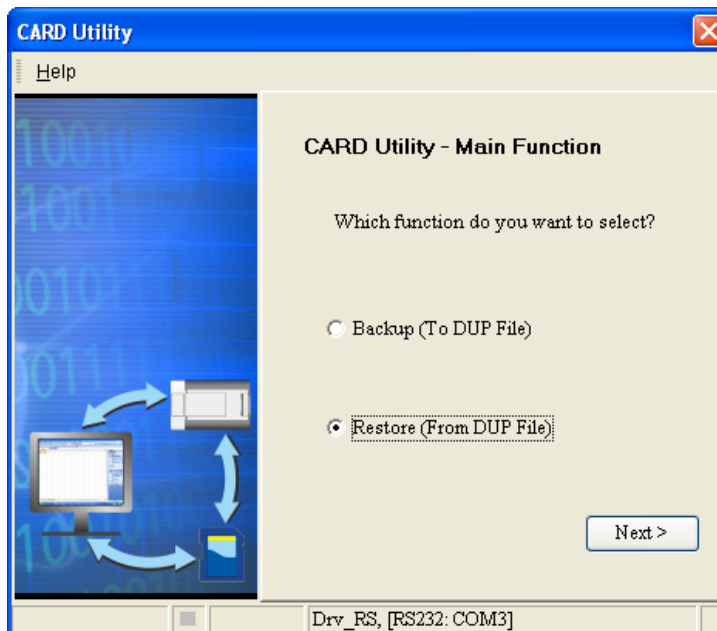 CARD Utility
Help
CARD Utility - Main Function
Which function do you want to select?
Backup (To DUP File)
Restore (From DUP File)
Next >
Drv_RS, [RS232: COM3]